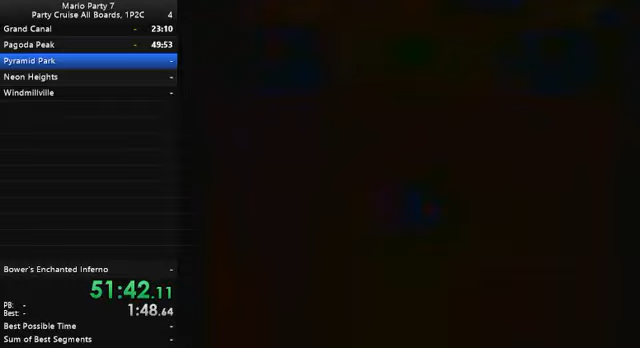 Mario Party 7
Party Cruise All Boards, 1P2C 4
Grand Canal - 23:10
Pagoda Peak - 49:53
Pyramid Park -
Neon Heights -
Windmillville -
Bower's Enchanted Inferno -
51:42.11
PB: -
Best: - 1:48.64
Best Possible Time -
Sum of Best Segments -